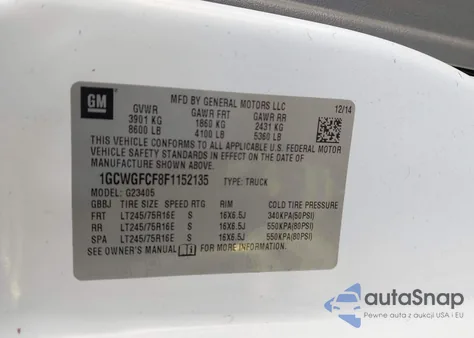 GM
MFD BY GENERAL MOTORS LLC
12/14
GVWR GAWR FRT GAWR RR
3901 KG 1860 KG 2431 KG
8600 LB 4100 LB 5360 LB
THIS VEHICLE CONFORMS TO ALL APPLICABLE U.S. FEDERAL MOTOR
VEHICLE SAFETY STANDARDS IN EFFECT ON THE DATE OF
MANUFACTURE SHOWN ABOVE.
1GCWGFCF8F1152135 TYPE: TRUCK
MODEL: G23405
GBBJ TIRE SIZE SPEED RTG RIM COLD TIRE PRESSURE
FRT LT245/75R16E S 16X6.5J 340KPA(50PSI)
RR LT245/75R16E S 16X6.5J 550KPA(80PSI)
SPA LT245/75R16E S 16X6.5J 550KPA(80PSI)
SEE OWNER'S MANUAL FOR MORE INFORMATION.
autoSnap
Pewne auta z aukcji USA i EU